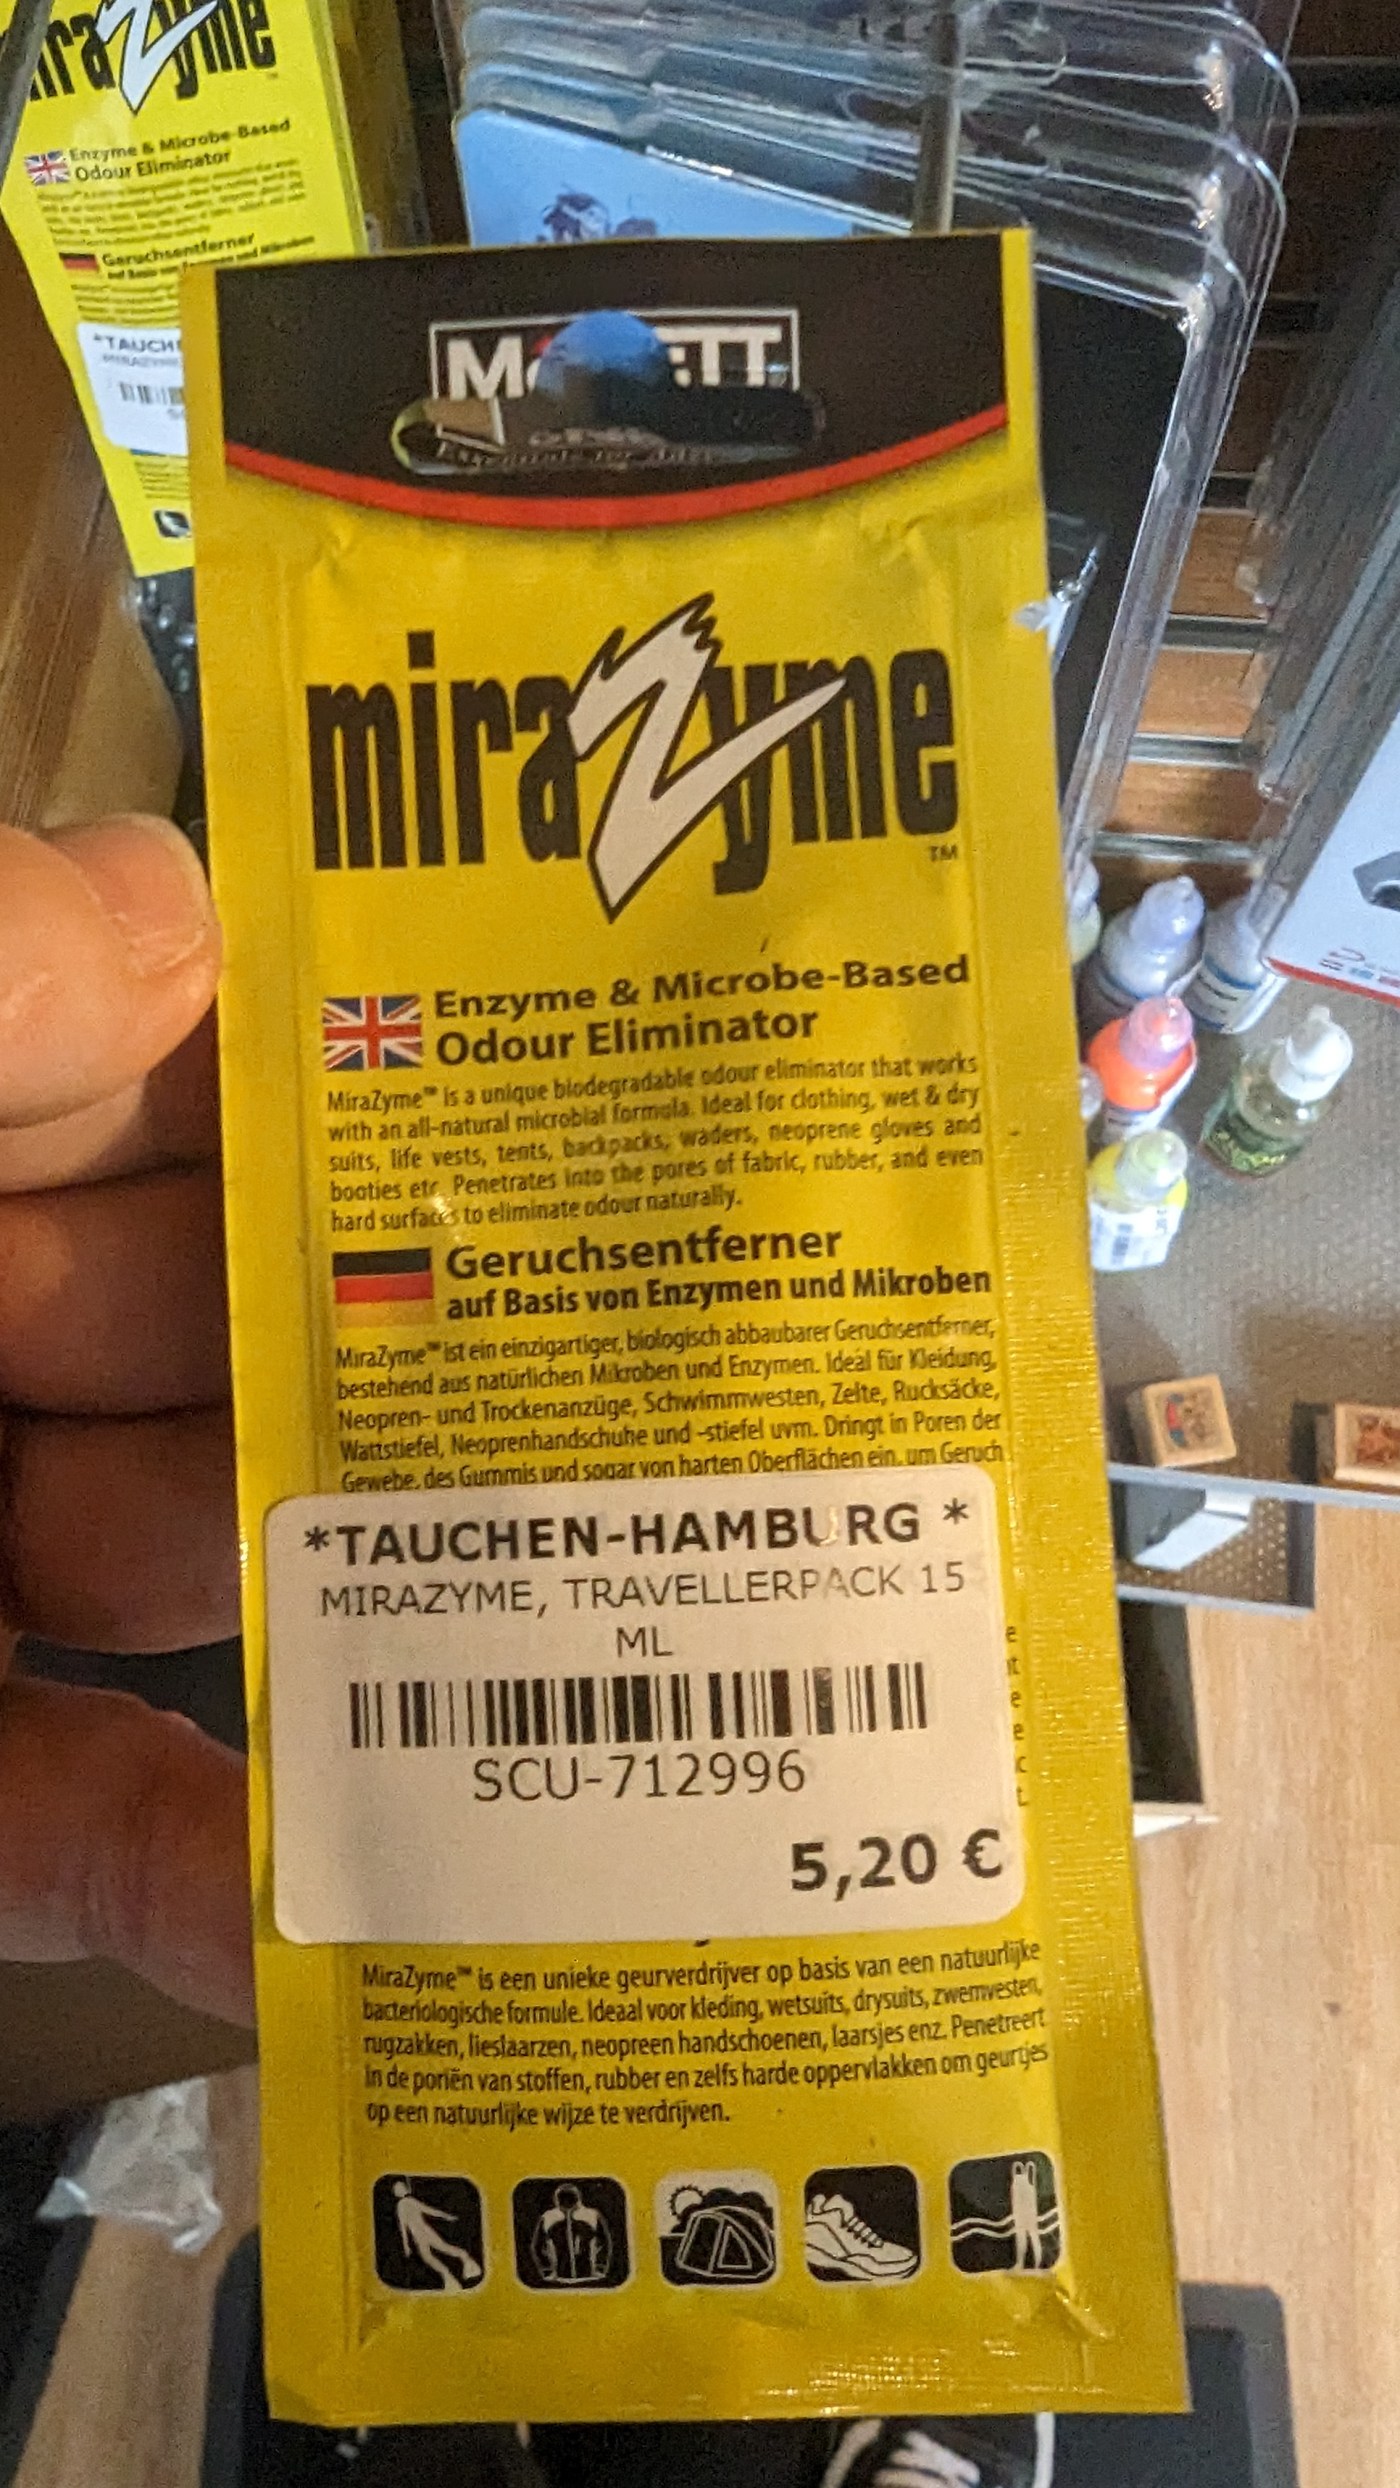 miraZyme
Enzyme & Microbe-Based
Odour Eliminator
Geruchsentferner
*TAUCH
miraZyme
TM
Enzyme & Microbe-Based
Odour Eliminator
MiraZyme™ is a unique biodegradable odour eliminator that works
with an all-natural microbial formula. Ideal for clothing, wet & dry
suits, life vests, tents, backpacks, waders, neoprene gloves and
booties etc. Penetrates into the pores of fabric, rubber, and even
hard surfaces to eliminate odour naturally.
Geruchsentferner
auf Basis von Enzymen und Mikroben
MiraZyme™ ist ein einzigartiger, biologisch abbaubarer Geruchsentferner,
bestehend aus natürlichen Mikroben und Enzymen. Ideal für Kleidung,
Neopren- und Trockenanzüge, Schwimmwesten, Zelte, Rucksäcke,
Wattstiefel, Neoprenhandschuhe und -stiefel uvm. Dringt in Poren der
Gewebe, des Gummis und sogar von harten Oberflächen ein, um Geruch
*TAUCHEN-HAMBURG *
MIRAZYME, TRAVELLERPACK 15
ML
SCU-712996
5,20 €
MiraZyme™ is een unieke geurverdrijver op basis van een natuurlijke
bacteriologische formule. Ideaal voor kleding, wetsuits, drysuits, zwemvesten,
rugzakken, lieslaarzen, neopreen handschoenen, laarsjes enz. Penetreert
in de poriën van stoffen, rubber en zelfs harde oppervlakken om geurtjes
op een natuurlijke wijze te verdrijven.